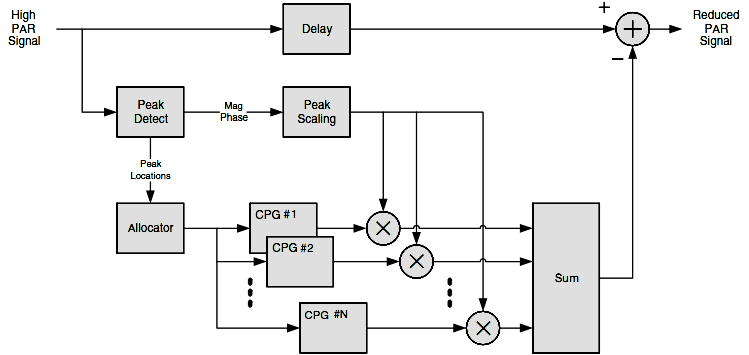 High
PAR
Signal
Delay
+
+
−
Reduced
PAR
Signal
Peak
Detect
Mag
Phase
Peak
Scaling
Peak
Locations
Allocator
CPG #1
×
CPG #2
×
CPG #N
×
Sum